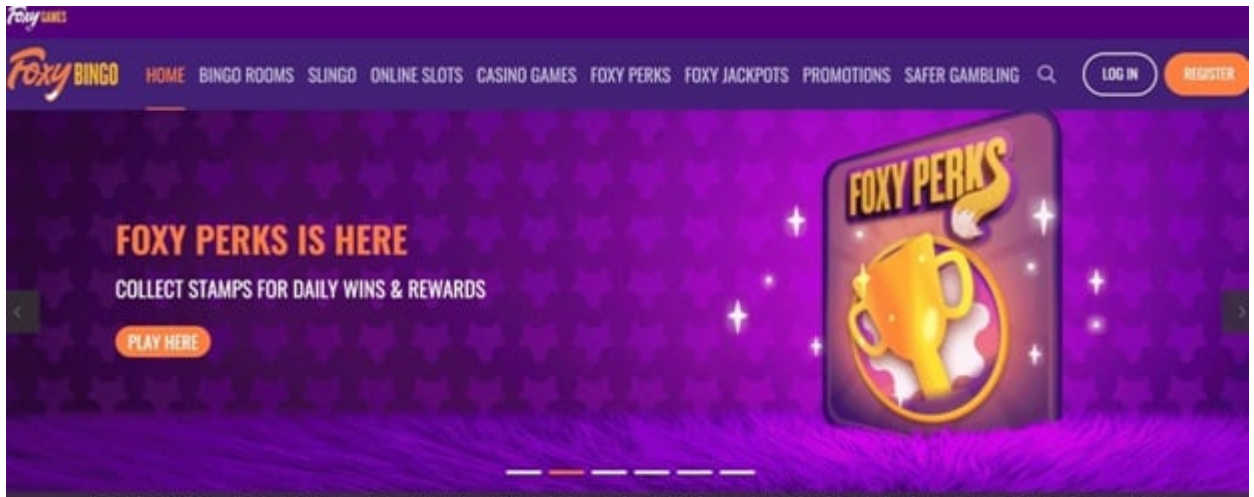 Foxy GAMES
Foxy BINGO HOME BINGO ROOMS SLINGO ONLINE SLOTS CASINO GAMES FOXY PERKS FOXY JACKPOTS PROMOTIONS SAFER GAMBLING LOG IN REGISTER
FOXY PERKS
FOXY PERKS IS HERE
COLLECT STAMPS FOR DAILY WINS & REWARDS
PLAY HERE